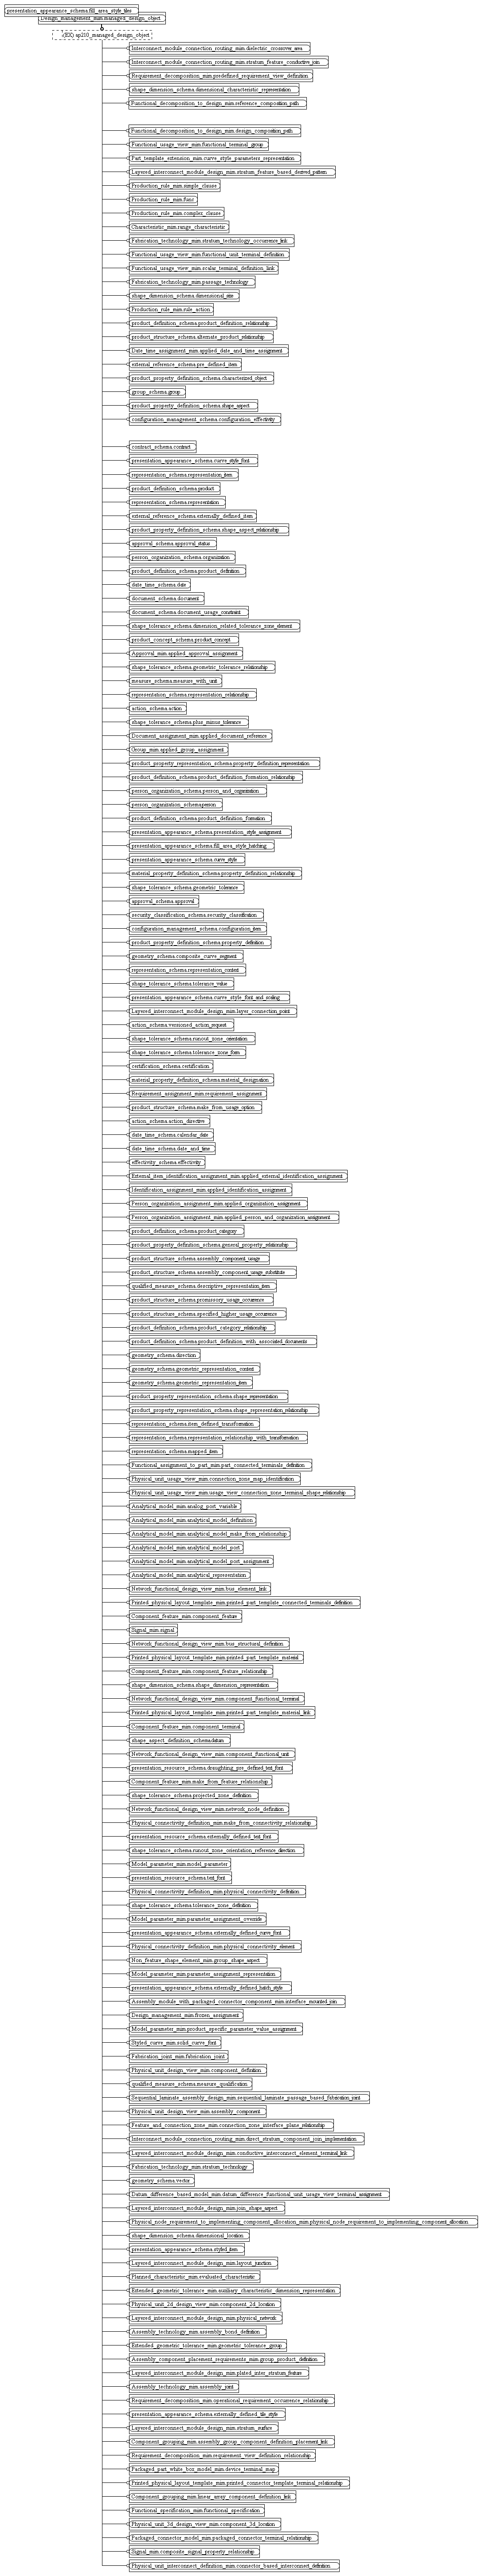 presentation_appearance_schema.fill_area_style_tiles
Design_management_mim.managed_design_object
(RX) ap210_managed_design_object
Interconnect_module_connection_routing_mim.dielectric_crossover_area
Interconnect_module_connection_routing_mim.stratum_feature_conductive_join
Requirement_decomposition_mim.predefined_requirement_view_definition
shape_dimension_schema.dimensional_characteristic_representation
Functional_decomposition_to_design_mim.reference_composition_path
Functional_decomposition_to_design_mim.design_composition_path
Functional_usage_view_mim.functional_terminal_group
Part_template_extension_mim.curve_style_parameters_representation
Layered_interconnect_module_design_mim.stratum_feature_based_derived_pattern
Production_rule_mim.simple_clause
Production_rule_mim.func
Production_rule_mim.complex_clause
Characteristic_mim.range_characteristic
Fabrication_technology_mim.stratum_technology_occurrence_link
Functional_usage_view_mim.functional_unit_terminal_definition
Functional_usage_view_mim.scalar_terminal_definition_link
Fabrication_technology_mim.passage_technology
shape_dimension_schema.dimensional_size
Production_rule_mim.rule_action
product_definition_schema.product_definition_relationship
product_structure_schema.alternate_product_relationship
Date_time_assignment_mim.applied_date_and_time_assignment
external_reference_schema.pre_defined_item
product_property_definition_schema.characterized_object
group_schema.group
product_property_definition_schema.shape_aspect
configuration_management_schema.configuration_effectivity
contract_schema.contract
presentation_appearance_schema.curve_style_font
representation_schema.representation_item
product_definition_schema.product
representation_schema.representation
external_reference_schema.externally_defined_item
product_property_definition_schema.shape_aspect_relationship
approval_schema.approval_status
person_organization_schema.organization
product_definition_schema.product_definition
date_time_schema.date
document_schema.document
document_schema.document_usage_constraint
shape_tolerance_schema.dimension_related_tolerance_zone_element
product_concept_schema.product_concept
Approval_mim.applied_approval_assignment
shape_tolerance_schema.geometric_tolerance_relationship
measure_schema.measure_with_unit
representation_schema.representation_relationship
action_schema.action
shape_tolerance_schema.plus_minus_tolerance
Document_assignment_mim.applied_document_reference
Group_mim.applied_group_assignment
product_property_representation_schema.property_definition_representation
product_definition_schema.product_definition_formation_relationship
person_organization_schema.person_and_organization
person_organization_schema.person
product_definition_schema.product_definition_formation
presentation_appearance_schema.presentation_style_assignment
presentation_appearance_schema.fill_area_style_hatching
presentation_appearance_schema.curve_style
material_property_definition_schema.property_definition_relationship
shape_tolerance_schema.geometric_tolerance
approval_schema.approval
security_classification_schema.security_classification
configuration_management_schema.configuration_item
product_property_definition_schema.property_definition
geometry_schema.composite_curve_segment
representation_schema.representation_context
shape_tolerance_schema.tolerance_value
presentation_appearance_schema.curve_style_font_and_scaling
Layered_interconnect_module_design_mim.layer_connection_point
action_schema.versioned_action_request
shape_tolerance_schema.runout_zone_orientation
shape_tolerance_schema.tolerance_zone_form
certification_schema.certification
material_property_definition_schema.material_designation
Requirement_assignment_mim.requirement_assignment
product_structure_schema.make_from_usage_option
action_schema.action_directive
date_time_schema.calendar_date
date_time_schema.date_and_time
effectivity_schema.effectivity
External_item_identification_assignment_mim.applied_external_identification_assignment
Identification_assignment_mim.applied_identification_assignment
Person_organization_assignment_mim.applied_organization_assignment
Person_organization_assignment_mim.applied_person_and_organization_assignment
product_definition_schema.product_category
product_property_definition_schema.general_property_relationship
product_structure_schema.assembly_component_usage
product_structure_schema.assembly_component_usage_substitute
qualified_measure_schema.descriptive_representation_item
product_structure_schema.promissory_usage_occurrence
product_structure_schema.specified_higher_usage_occurrence
product_definition_schema.product_category_relationship
product_definition_schema.product_definition_with_associated_documents
geometry_schema.direction
geometry_schema.geometric_representation_context
geometry_schema.geometric_representation_item
product_property_representation_schema.shape_representation
product_property_representation_schema.shape_representation_relationship
representation_schema.item_defined_transformation
representation_schema.representation_relationship_with_transformation
representation_schema.mapped_item
Functional_assignment_to_part_mim.part_connected_terminals_definition
Physical_unit_usage_view_mim.connection_zone_map_identification
Physical_unit_usage_view_mim.usage_view_connection_zone_terminal_shape_relationship
Analytical_model_mim.analog_port_variable
Analytical_model_mim.analytical_model_definition
Analytical_model_mim.analytical_model_make_from_relationship
Analytical_model_mim.analytical_model_port
Analytical_model_mim.analytical_model_port_assignment
Analytical_model_mim.analytical_representation
Network_functional_design_view_mim.bus_element_link
Printed_physical_layout_template_mim.printed_part_template_connected_terminals_definition
Component_feature_mim.component_feature
Signal_mim.signal
Network_functional_design_view_mim.bus_structural_definition
Printed_physical_layout_template_mim.printed_part_template_material
Component_feature_mim.component_feature_relationship
shape_dimension_schema.shape_dimension_representation
Network_functional_design_view_mim.component_functional_terminal
Printed_physical_layout_template_mim.printed_part_template_material_link
Component_feature_mim.component_terminal
shape_aspect_definition_schema.datum
Network_functional_design_view_mim.component_functional_unit
presentation_resource_schema.draughting_pre_defined_text_font
Component_feature_mim.make_from_feature_relationship
shape_tolerance_schema.projected_zone_definition
Network_functional_design_view_mim.network_node_definition
Physical_connectivity_definition_mim.make_from_connectivity_relationship
presentation_resource_schema.externally_defined_text_font
shape_tolerance_schema.runout_zone_orientation_reference_direction
Model_parameter_mim.model_parameter
presentation_resource_schema.text_font
Physical_connectivity_definition_mim.physical_connectivity_definition
shape_tolerance_schema.tolerance_zone_definition
Model_parameter_mim.parameter_assignment_override
presentation_appearance_schema.externally_defined_curve_font
Physical_connectivity_definition_mim.physical_connectivity_element
Non_feature_shape_element_mim.group_shape_aspect
Model_parameter_mim.parameter_assignment_representation
presentation_appearance_schema.externally_defined_hatch_style
Assembly_module_with_packaged_connector_component_mim.interface_mounted_join
Design_management_mim.frozen_assignment
Model_parameter_mim.product_specific_parameter_value_assignment
Styled_curve_mim.solid_curve_font
Fabrication_joint_mim.fabrication_joint
Physical_unit_design_view_mim.component_definition
qualified_measure_schema.measure_qualification
Sequential_laminate_assembly_design_mim.sequential_laminate_passage_based_fabrication_joint
Physical_unit_design_view_mim.assembly_component
Feature_and_connection_zone_mim.connection_zone_interface_plane_relationship
Interconnect_module_connection_routing_mim.direct_stratum_component_join_implementation
Layered_interconnect_module_design_mim.conductive_interconnect_element_terminal_link
Fabrication_technology_mim.stratum_technology
geometry_schema.vector
Datum_difference_based_model_mim.datum_difference_functional_unit_usage_view_terminal_assignment
Layered_interconnect_module_design_mim.join_shape_aspect
Physical_node_requirement_to_implementing_component_allocation_mim.physical_node_requirement_to_implementing_component_allocation
shape_dimension_schema.dimensional_location
presentation_appearance_schema.styled_item
Layered_interconnect_module_design_mim.layout_junction
Planned_characteristic_mim.evaluated_characteristic
Extended_geometric_tolerance_mim.auxiliary_characteristic_dimension_representation
Physical_unit_2d_design_view_mim.component_2d_location
Layered_interconnect_module_design_mim.physical_network
Assembly_technology_mim.assembly_bond_definition
Extended_geometric_tolerance_mim.geometric_tolerance_group
Assembly_component_placement_requirements_mim.group_product_definition
Layered_interconnect_module_design_mim.plated_inter_stratum_feature
Assembly_technology_mim.assembly_joint
Requirement_decomposition_mim.operational_requirement_occurrence_relationship
presentation_appearance_schema.externally_defined_tile_style
Layered_interconnect_module_design_mim.stratum_surface
Component_grouping_mim.assembly_group_component_definition_placement_link
Requirement_decomposition_mim.requirement_view_definition_relationship
Packaged_part_white_box_model_mim.device_terminal_map
Printed_physical_layout_template_mim.printed_connector_template_terminal_relationship
Component_grouping_mim.linear_array_component_definition_link
Functional_specification_mim.functional_specification
Physical_unit_3d_design_view_mim.component_3d_location
Packaged_connector_model_mim.packaged_connector_terminal_relationship
Signal_mim.composite_signal_property_relationship
Physical_unit_interconnect_definition_mim.connector_based_interconnect_definition